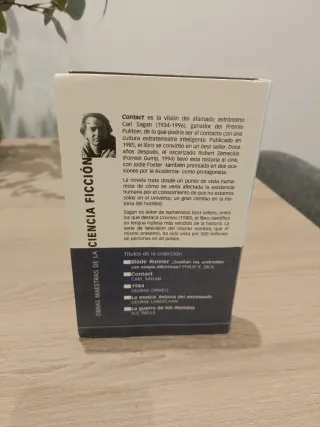 Contact es la visión del afamado astrónomo
Carl Sagan (1934-1996), ganador del Premio
Pulitzer, de lo que podría ser el contacto con una
cultura extraterrestre inteligente. Publicado en
1985, el libro se convirtió en un best seller. Doce
años después, el oscarizado Robert Zemeckis
(Forrest Gump, 1994) llevó esta historia al cine,
con Jodie Foster -también premiada en dos oca-
siones por la Academia- como protagonista.
La novela trata desde un punto de vista huma-
nista de cómo se vería afectada la existencia
humana por el conocimiento de que no estamos
solos en el universo: un gran cambio en la his-
toria del hombre.
Sagan es autor de numerosos best sellers, entre
los que destaca Cosmos (1980), el libro científico
en lengua inglesa más vendido de la historia. La
serie de televisión del mismo nombre, que él
mismo presentó, ha sido vista por 500 millones
de personas en 60 países.
OBRAS MAESTRAS DE LA
CIENCIA FICCIÓN
Títulos de la colección:
Blade Runner ¿Sueñan los androides
con ovejas eléctricas? PHILIP K. DICK
Contact
CARL SAGAN
1984
GEORGE ORWELL
La mosca. Relatos del antimundo
GEORGE LANGELAAN
La guerra de los mundos
H.G. WELLS